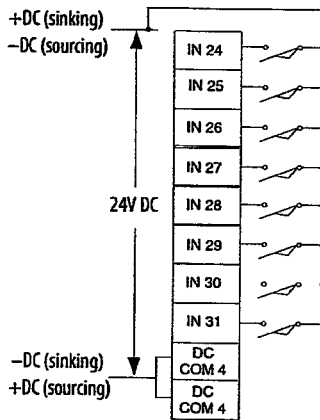 +DC (sinking)
−DC (sourcing)
IN 24
IN 25
IN 26
IN 27
24V DC
IN 28
IN 29
IN 30
IN 31
−DC (sinking)
+DC (sourcing)
DC
COM 4
DC
COM 4